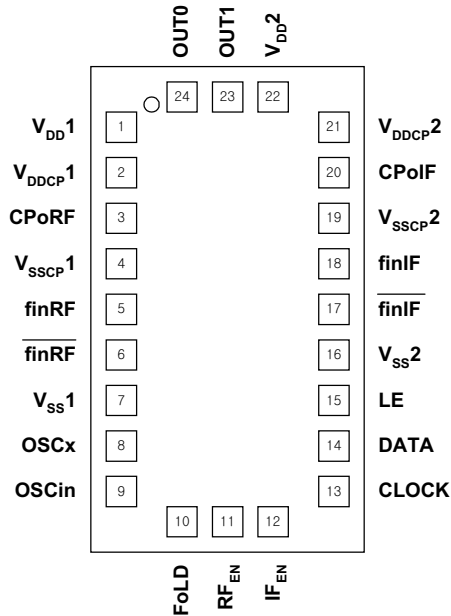 OUT0 OUT1 VDD2
24 23 22
VDD1 1 21 VDDCP2
VDDCP1 2 20 CPoIF
CPoRF 3 19 VSSCP2
VSSCP1 4 18 finIF
finRF 5 17 finIF
finRF 6 16 VSS2
VSS1 7 15 LE
OSCx 8 14 DATA
OSCin 9 13 CLOCK
10 11 12
FoLD RFEN IFEN